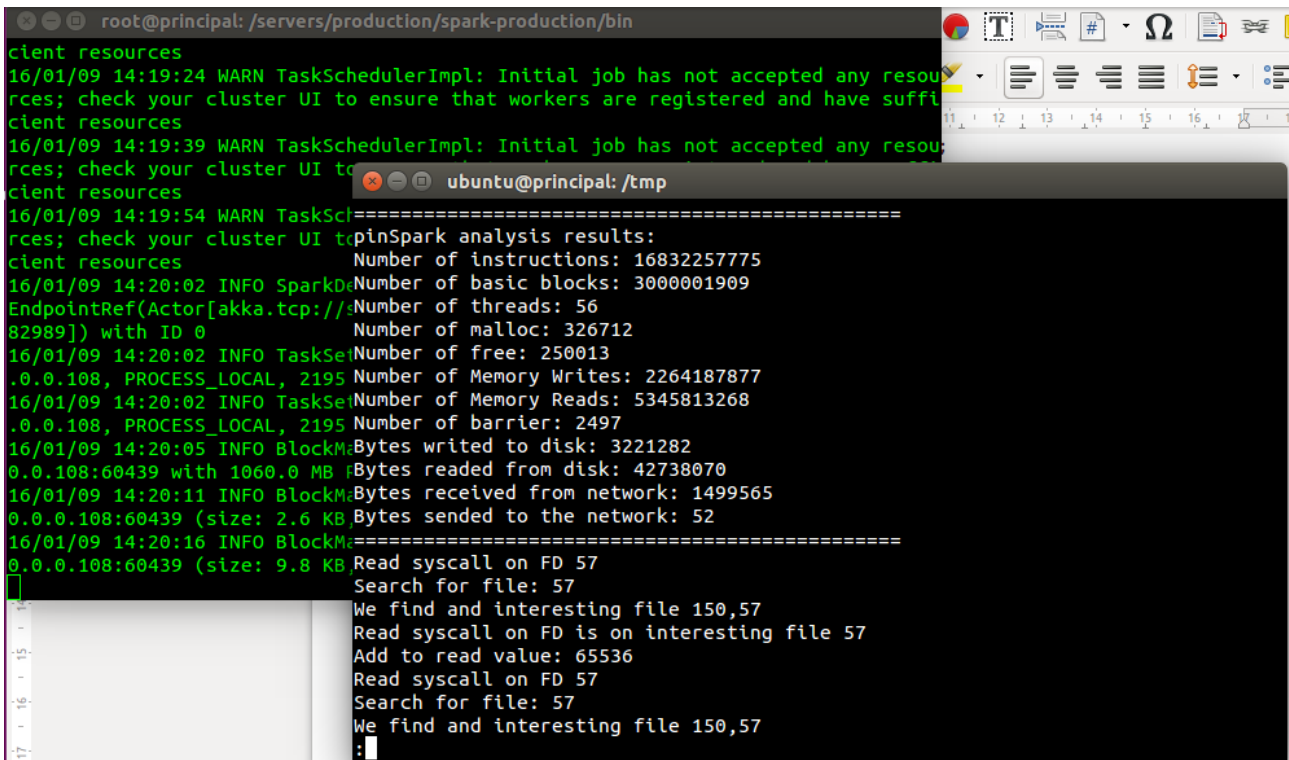 root@principal: /servers/production/spark-production/bin
cient resources
16/01/09 14:19:24 WARN TaskSchedulerImpl: Initial job has not accepted any resou
rces; check your cluster UI to ensure that workers are registered and have suffi
cient resources
16/01/09 14:19:39 WARN TaskSchedulerImpl: Initial job has not accepted any resou
rces; check your cluster UI to
cient resources
16/01/09 14:19:54 WARN TaskSch
rces; check your cluster UI to
cient resources
16/01/09 14:20:02 INFO SparkDe
EndpointRef(Actor[akka.tcp://s
82989]) with ID 0
16/01/09 14:20:02 INFO TaskSet
.0.0.108, PROCESS_LOCAL, 2195
16/01/09 14:20:02 INFO TaskSet
.0.0.108, PROCESS_LOCAL, 2195
16/01/09 14:20:05 INFO BlockMa
0.0.108:60439 with 1060.0 MB
16/01/09 14:20:11 INFO BlockMa
0.0.0.108:60439 (size: 2.6 KB,
16/01/09 14:20:16 INFO BlockMa
0.0.0.108:60439 (size: 9.8 KB,
ubuntu@principal: /tmp
===============================================
pinSpark analysis results:
Number of instructions: 16832257775
Number of basic blocks: 3000001909
Number of threads: 56
Number of malloc: 326712
Number of free: 250013
Number of Memory Writes: 2264187877
Number of Memory Reads: 5345813268
Number of barrier: 2497
Bytes writed to disk: 3221282
Bytes readed from disk: 42738070
Bytes received from network: 1499565
Bytes sended to the network: 52
===============================================
Read syscall on FD 57
Search for file: 57
We find and interesting file 150,57
Read syscall on FD is on interesting file 57
Add to read value: 65536
Read syscall on FD 57
Search for file: 57
We find and interesting file 150,57
:
T # Ω
11 12 13 14 15 16 17
14
15
16
17